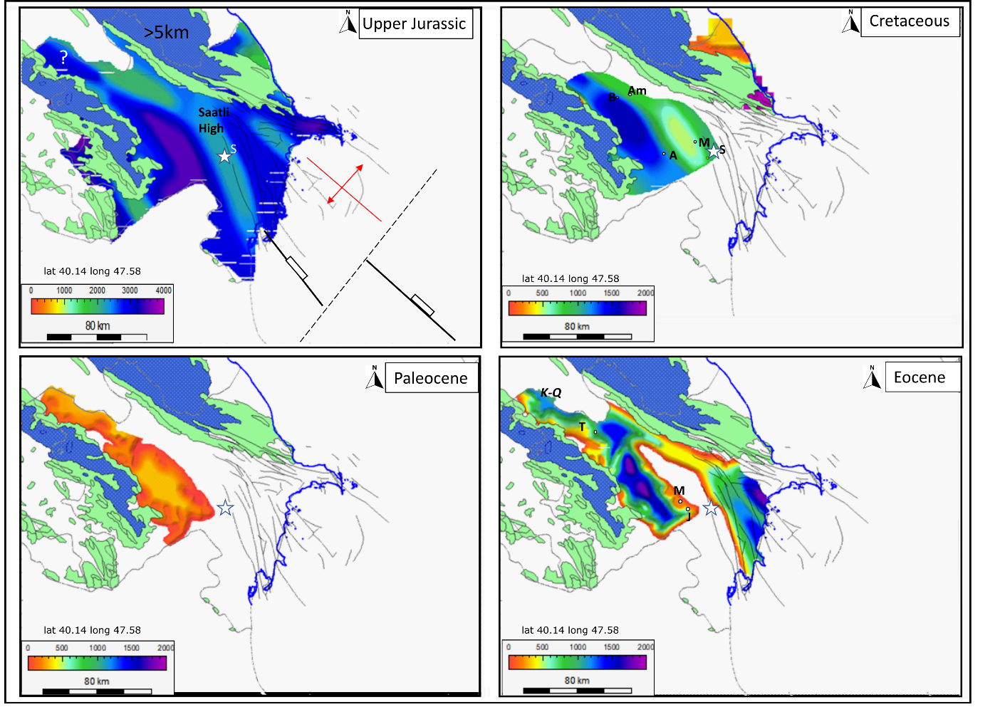 >5km
N
Upper Jurassic
?
Saatli
High
S
lat 40.14 long 47.58
0 1000 2000 3000 4000
80 km
N
Cretaceous
B
Am
A
M
S
lat 40.14 long 47.58
0 500 1000 1500 2000
80 km
N
Paleocene
lat 40.14 long 47.58
0 500 1000 1500 2000
80 km
N
Eocene
K-Q
T
M
J
lat 40.14 long 47.58
0 500 1000 1500 2000
80 km